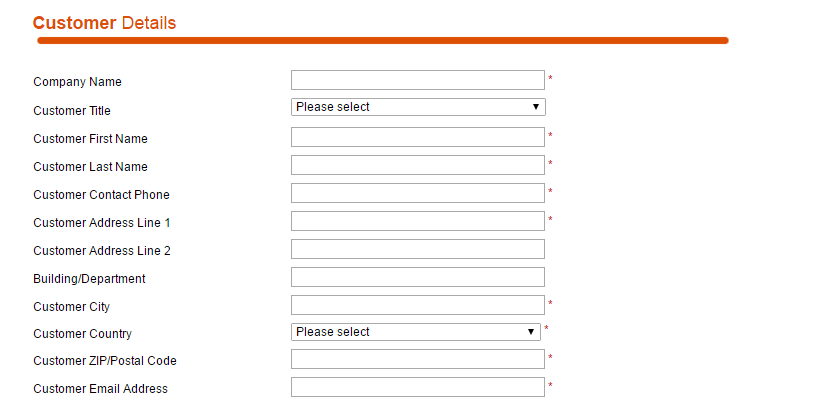 Customer Details
Company Name *
Customer Title Please select ▼
Customer First Name *
Customer Last Name *
Customer Contact Phone *
Customer Address Line 1 *
Customer Address Line 2
Building/Department
Customer City *
Customer Country Please select ▼ *
Customer ZIP/Postal Code *
Customer Email Address *